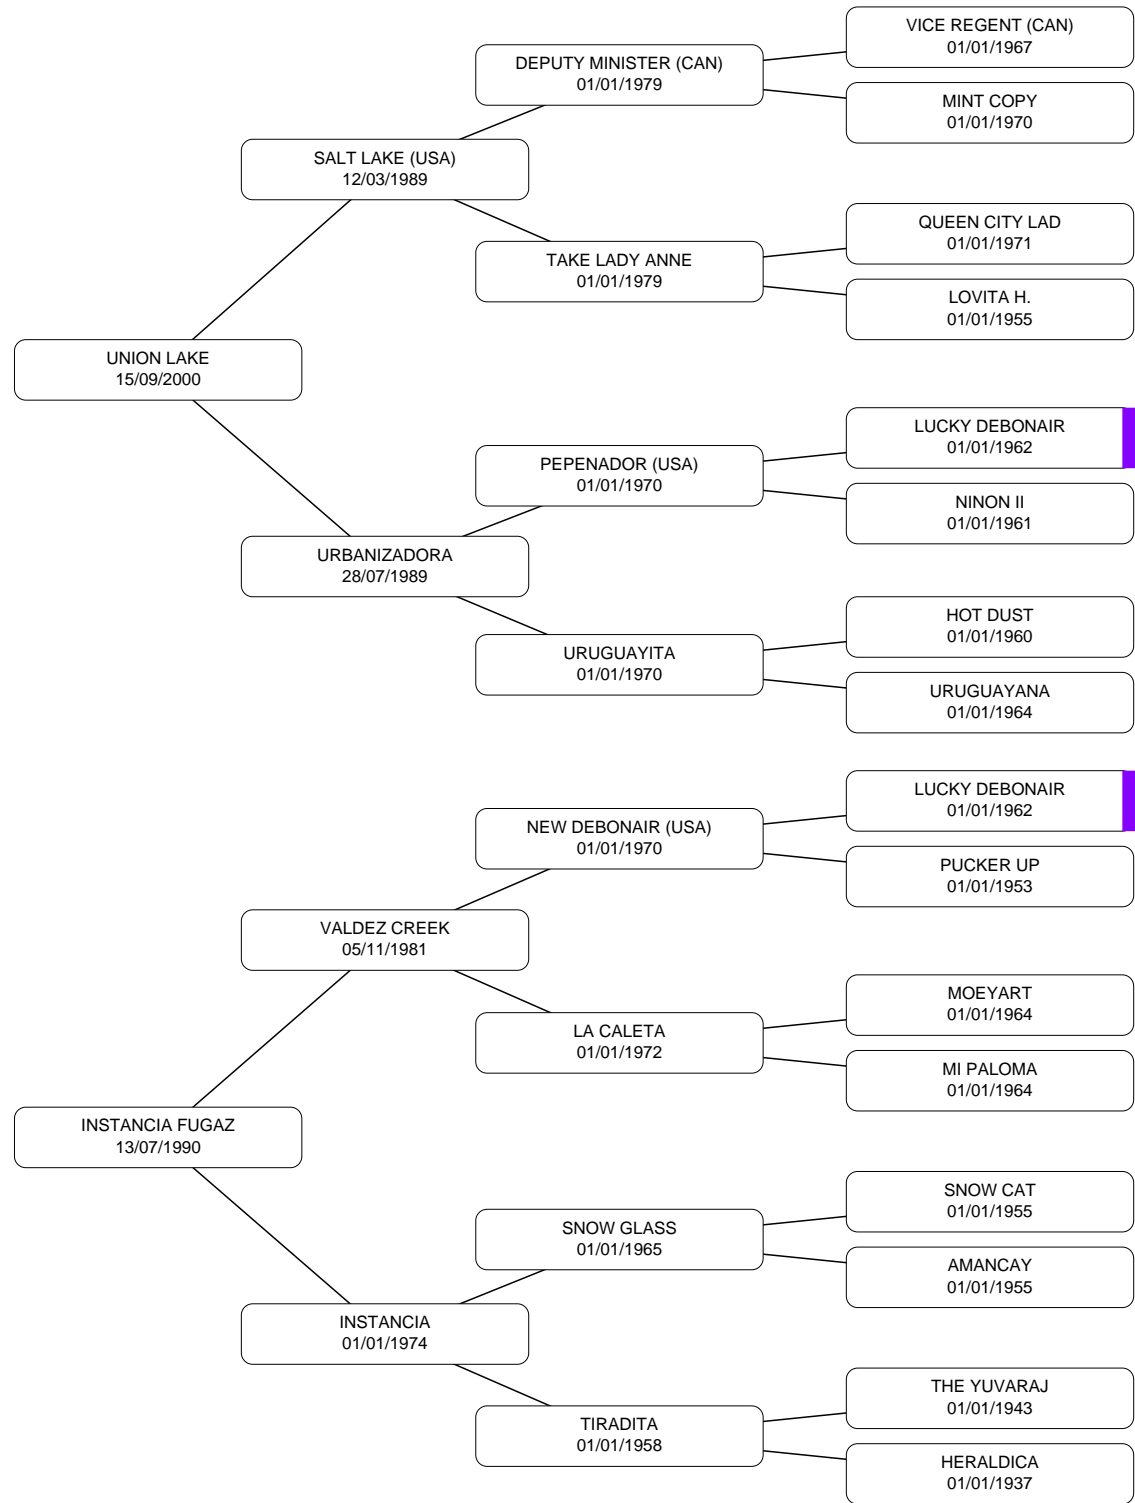 VICE REGENT (CAN)
01/01/1967
DEPUTY MINISTER (CAN)
01/01/1979
MINT COPY
01/01/1970
SALT LAKE (USA)
12/03/1989
QUEEN CITY LAD
01/01/1971
TAKE LADY ANNE
01/01/1979
LOVITA H.
01/01/1955
UNION LAKE
15/09/2000
LUCKY DEBONAIR
01/01/1962
PEPENADOR (USA)
01/01/1970
NINON II
01/01/1961
URBANIZADORA
28/07/1989
HOT DUST
01/01/1960
URUGUAYITA
01/01/1970
URUGUAYANA
01/01/1964
LUCKY DEBONAIR
01/01/1962
NEW DEBONAIR (USA)
01/01/1970
PUCKER UP
01/01/1953
VALDEZ CREEK
05/11/1981
MOEYART
01/01/1964
LA CALETA
01/01/1972
MI PALOMA
01/01/1964
INSTANCIA FUGAZ
13/07/1990
SNOW CAT
01/01/1955
SNOW GLASS
01/01/1965
AMANCAY
01/01/1955
INSTANCIA
01/01/1974
THE YUVARAJ
01/01/1943
TIRADITA
01/01/1958
HERALDICA
01/01/1937